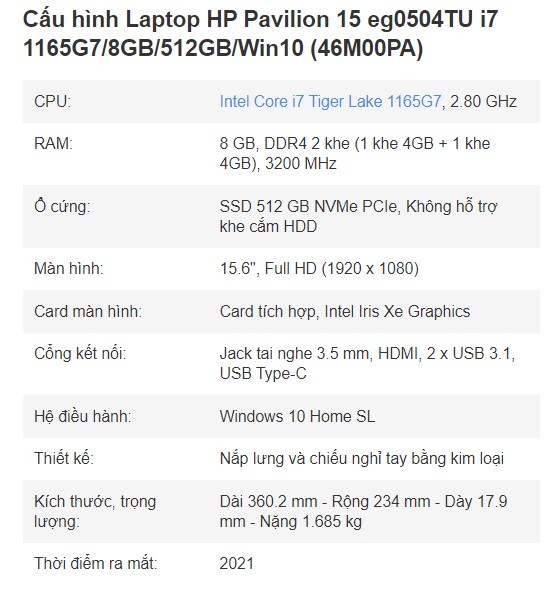 Cấu hình Laptop HP Pavilion 15 eg0504TU i7
1165G7/8GB/512GB/Win10 (46M00PA)
CPU: Intel Core i7 Tiger Lake 1165G7, 2.80 GHz
RAM: 8 GB, DDR4 2 khe (1 khe 4GB + 1 khe
4GB), 3200 MHz
Ổ cứng: SSD 512 GB NVMe PCIe, Không hỗ trợ
khe cắm HDD
Màn hình: 15.6", Full HD (1920 x 1080)
Card màn hình: Card tích hợp, Intel Iris Xe Graphics
Cổng kết nối: Jack tai nghe 3.5 mm, HDMI, 2 x USB 3.1,
USB Type-C
Hệ điều hành: Windows 10 Home SL
Thiết kế: Nắp lưng và chiếu nghỉ tay bằng kim loại
Kích thước, trọng Dài 360.2 mm - Rộng 234 mm - Dày 17.9
lượng: mm - Nặng 1.685 kg
Thời điểm ra mắt: 2021